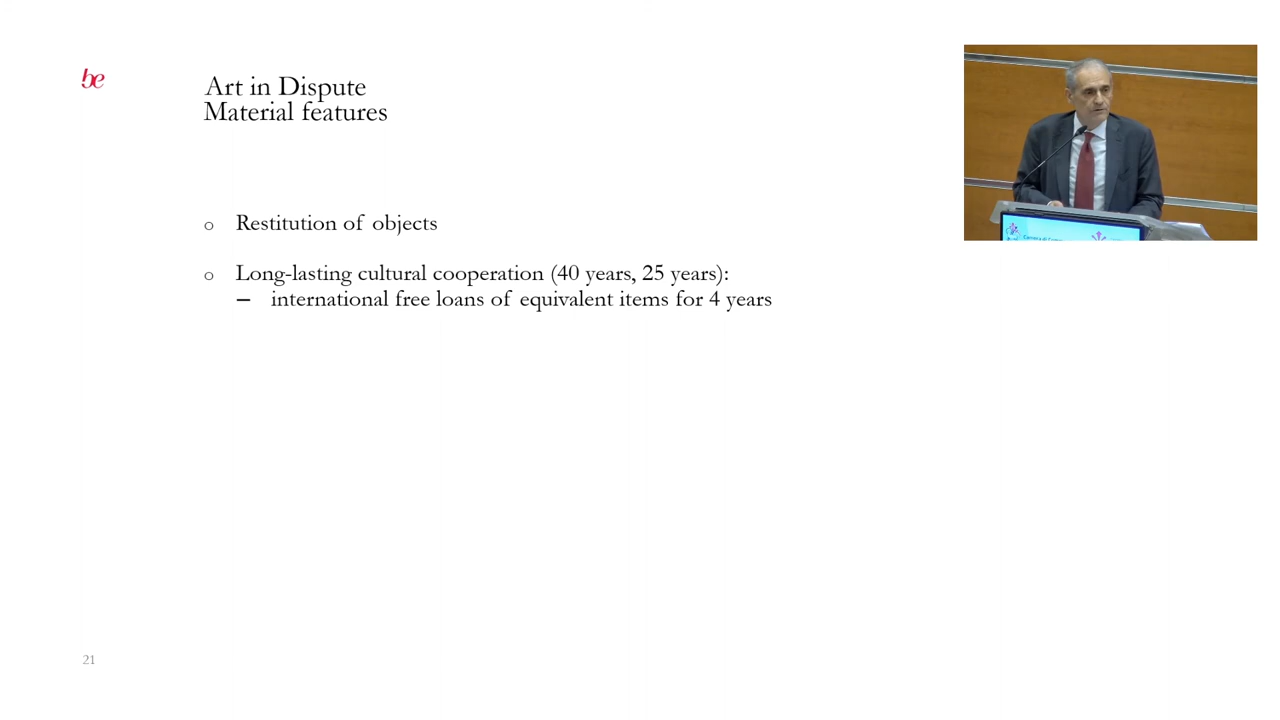 be
Art in Dispute
Material features
o Restitution of objects
o Long-lasting cultural cooperation (40 years, 25 years):
– international free loans of equivalent items for 4 years
21